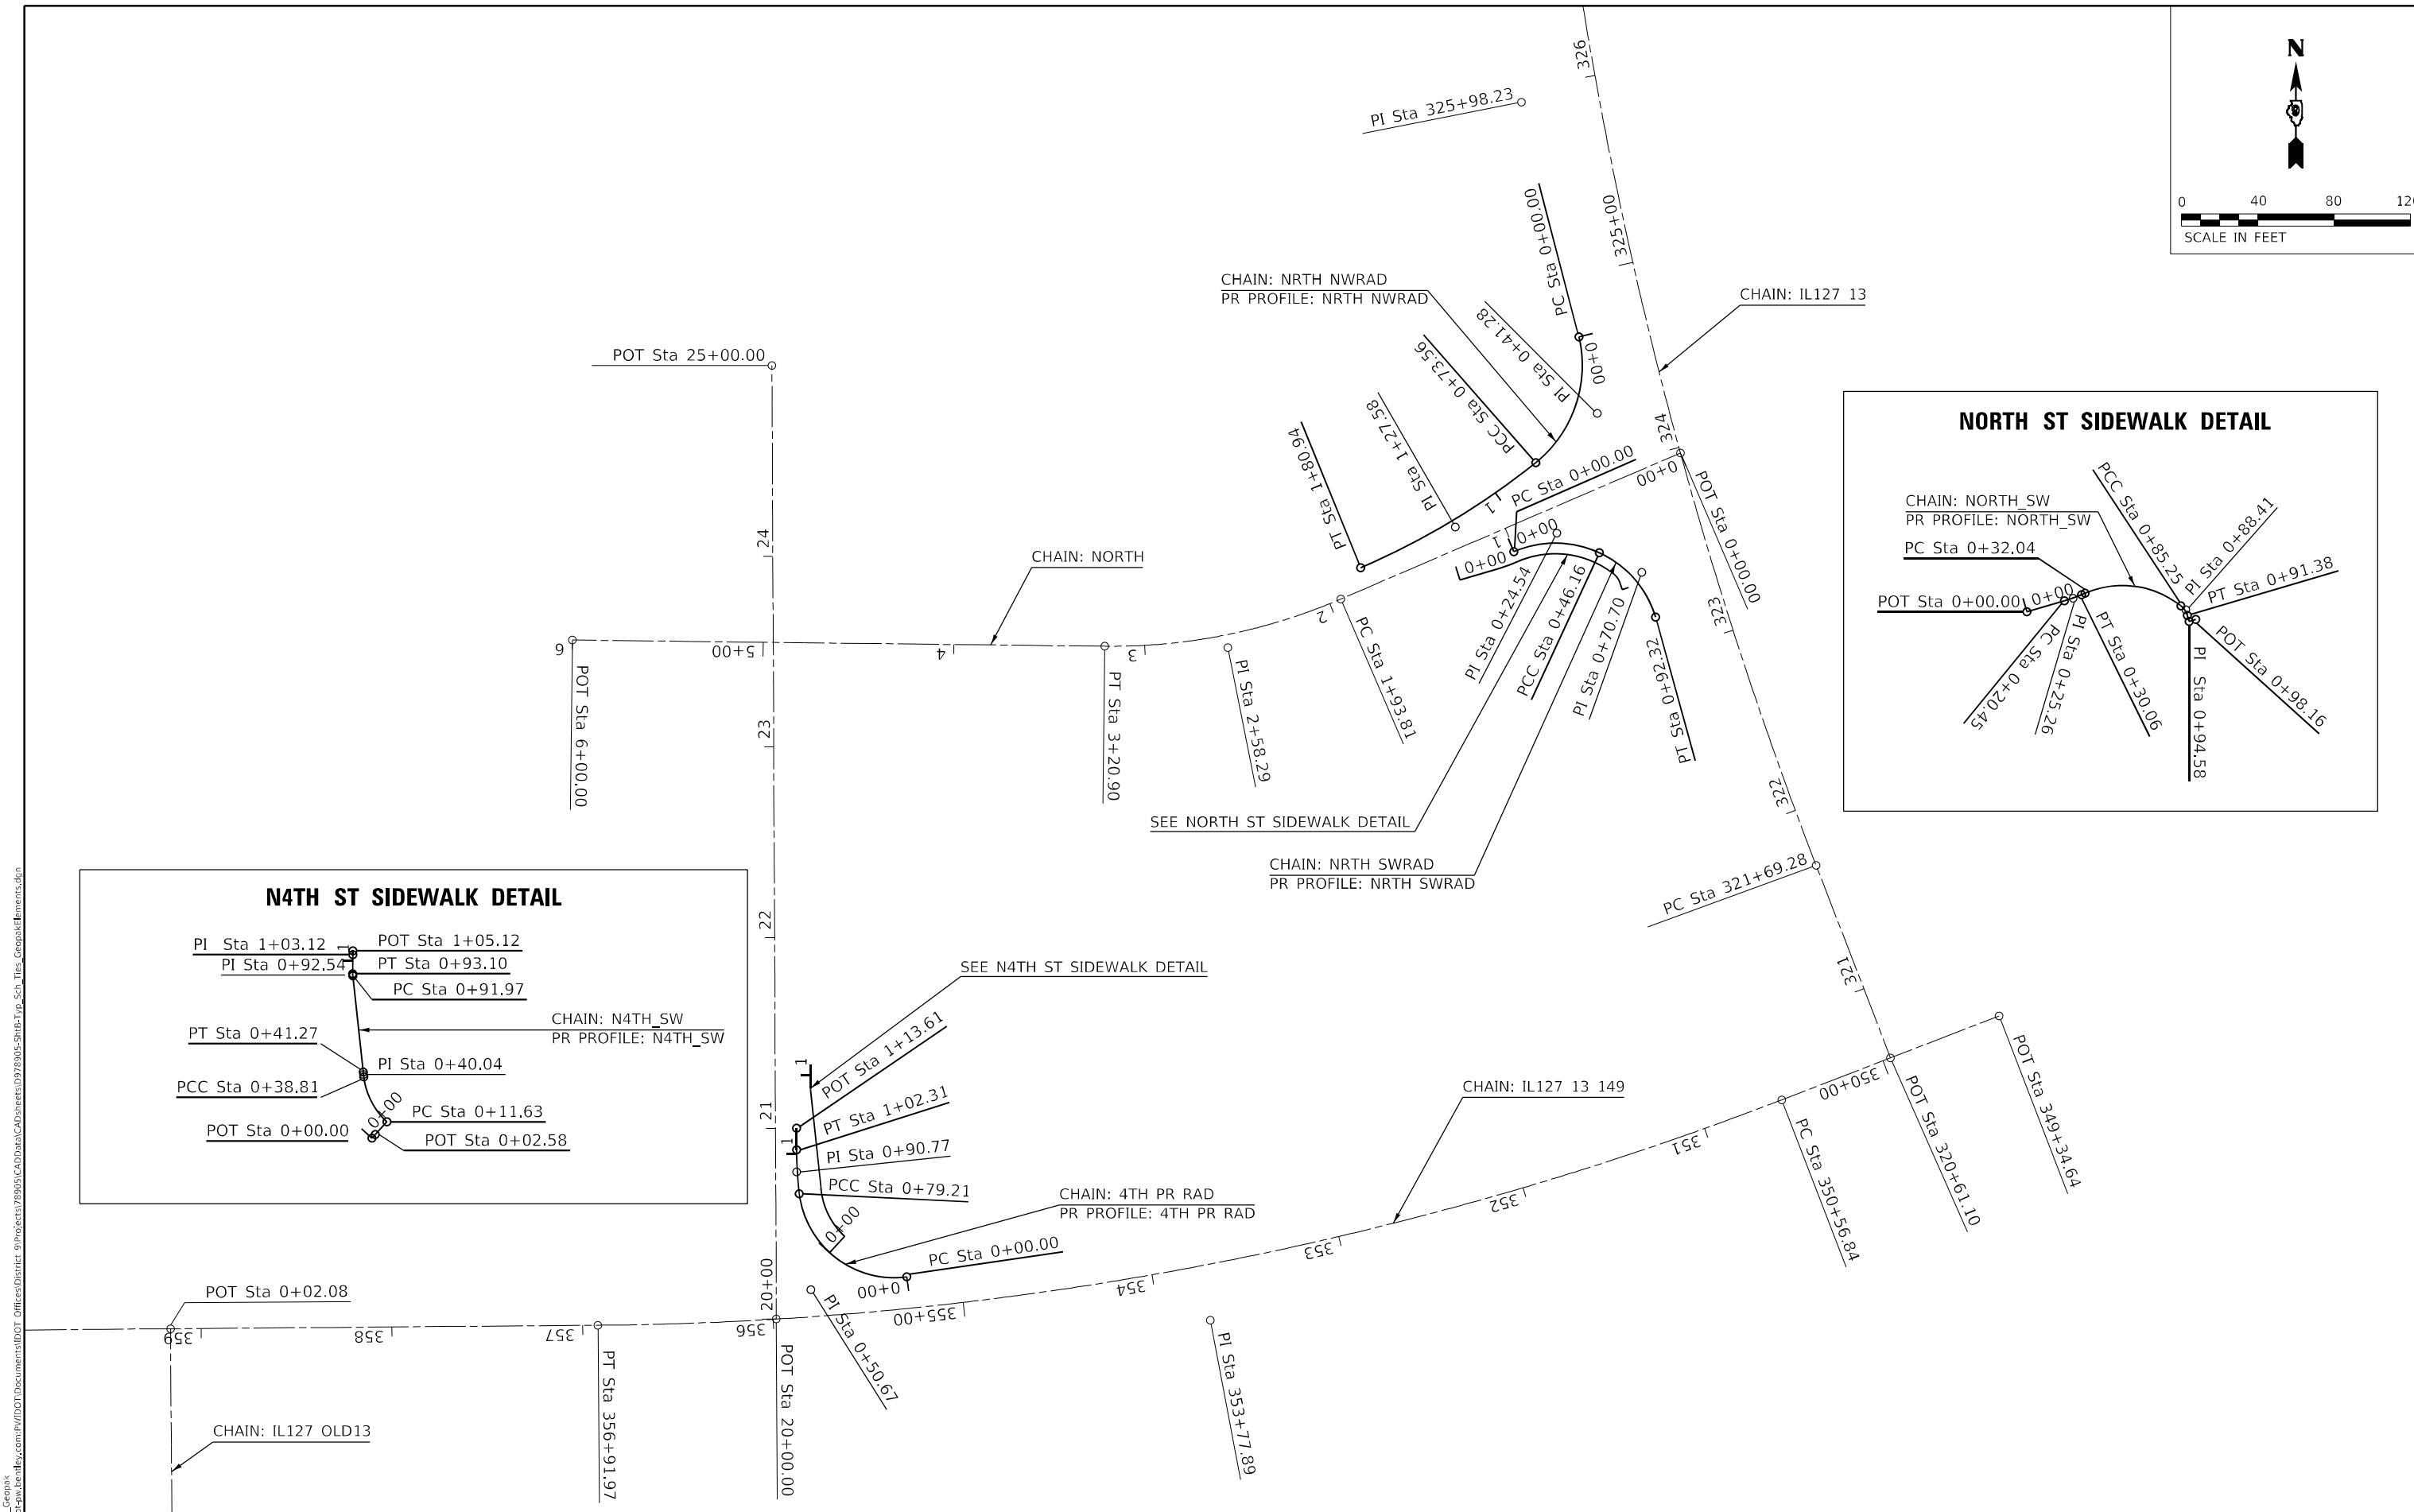 326
PI Sta 325+98.23
N
0 40 80 120
SCALE IN FEET
PC Sta 0+00.00
325+00
CHAIN: NRTH NWRAD
PR PROFILE: NRTH NWRAD
CHAIN: IL127 13
PI Sta 0+41.28
0+00
PCC Sta 0+73.56
POT Sta 25+00.00
PI Sta 1+27.58
PT Sta 1+80.94
324
1
PC Sta 0+00.00
0+00
POT Sta 0+00.00
24
CHAIN: NORTH
1
0+00
0+00
2
PC Sta 1+93.81
PI Sta 0+24.54
PCC Sta 0+46.16
PI Sta 0+70.70
PT Sta 0+92.32
323
6
5+00
4
3
POT Sta 6+00.00
PT Sta 3+20.90
PI Sta 2+58.29
23
322
SEE NORTH ST SIDEWALK DETAIL
CHAIN: NRTH SWRAD
PR PROFILE: NRTH SWRAD
PC Sta 321+69.28
22
321
NORTH ST SIDEWALK DETAIL
PCC Sta 0+85.25
PI Sta 0+88.41
CHAIN: NORTH_SW
PR PROFILE: NORTH_SW
PC Sta 0+32.04
PT Sta 0+91.38
POT Sta 0+00.00
0+00
PC Sta 0+20.45
PI Sta 0+25.26
PT Sta 0+30.06
PI Sta 0+94.58
POT Sta 0+98.16
N4TH ST SIDEWALK DETAIL
PI Sta 1+03.12
1
POT Sta 1+05.12
PI Sta 0+92.54
PT Sta 0+93.10
PC Sta 0+91.97
CHAIN: N4TH_SW
PR PROFILE: N4TH_SW
PT Sta 0+41.27
PI Sta 0+40.04
PCC Sta 0+38.81
0+00
PC Sta 0+11.63
POT Sta 0+00.00
POT Sta 0+02.58
SEE N4TH ST SIDEWALK DETAIL
1
POT Sta 1+13.61
21
PT Sta 1+02.31
1
PI Sta 0+90.77
PCC Sta 0+79.21
CHAIN: 4TH PR RAD
PR PROFILE: 4TH PR RAD
0+00
PC Sta 0+00.00
0+00
CHAIN: IL127 13 149
350+00
351
352
353
354
355+00
PC Sta 350+56.84
POT Sta 320+61.10
POT Sta 349+34.64
20+00
356
357
358
359
POT Sta 0+02.08
PI Sta 0+50.67
PT Sta 356+91.97
POT Sta 20+00.00
PI Sta 353+77.89
CHAIN: IL127 OLD13
_Geopak